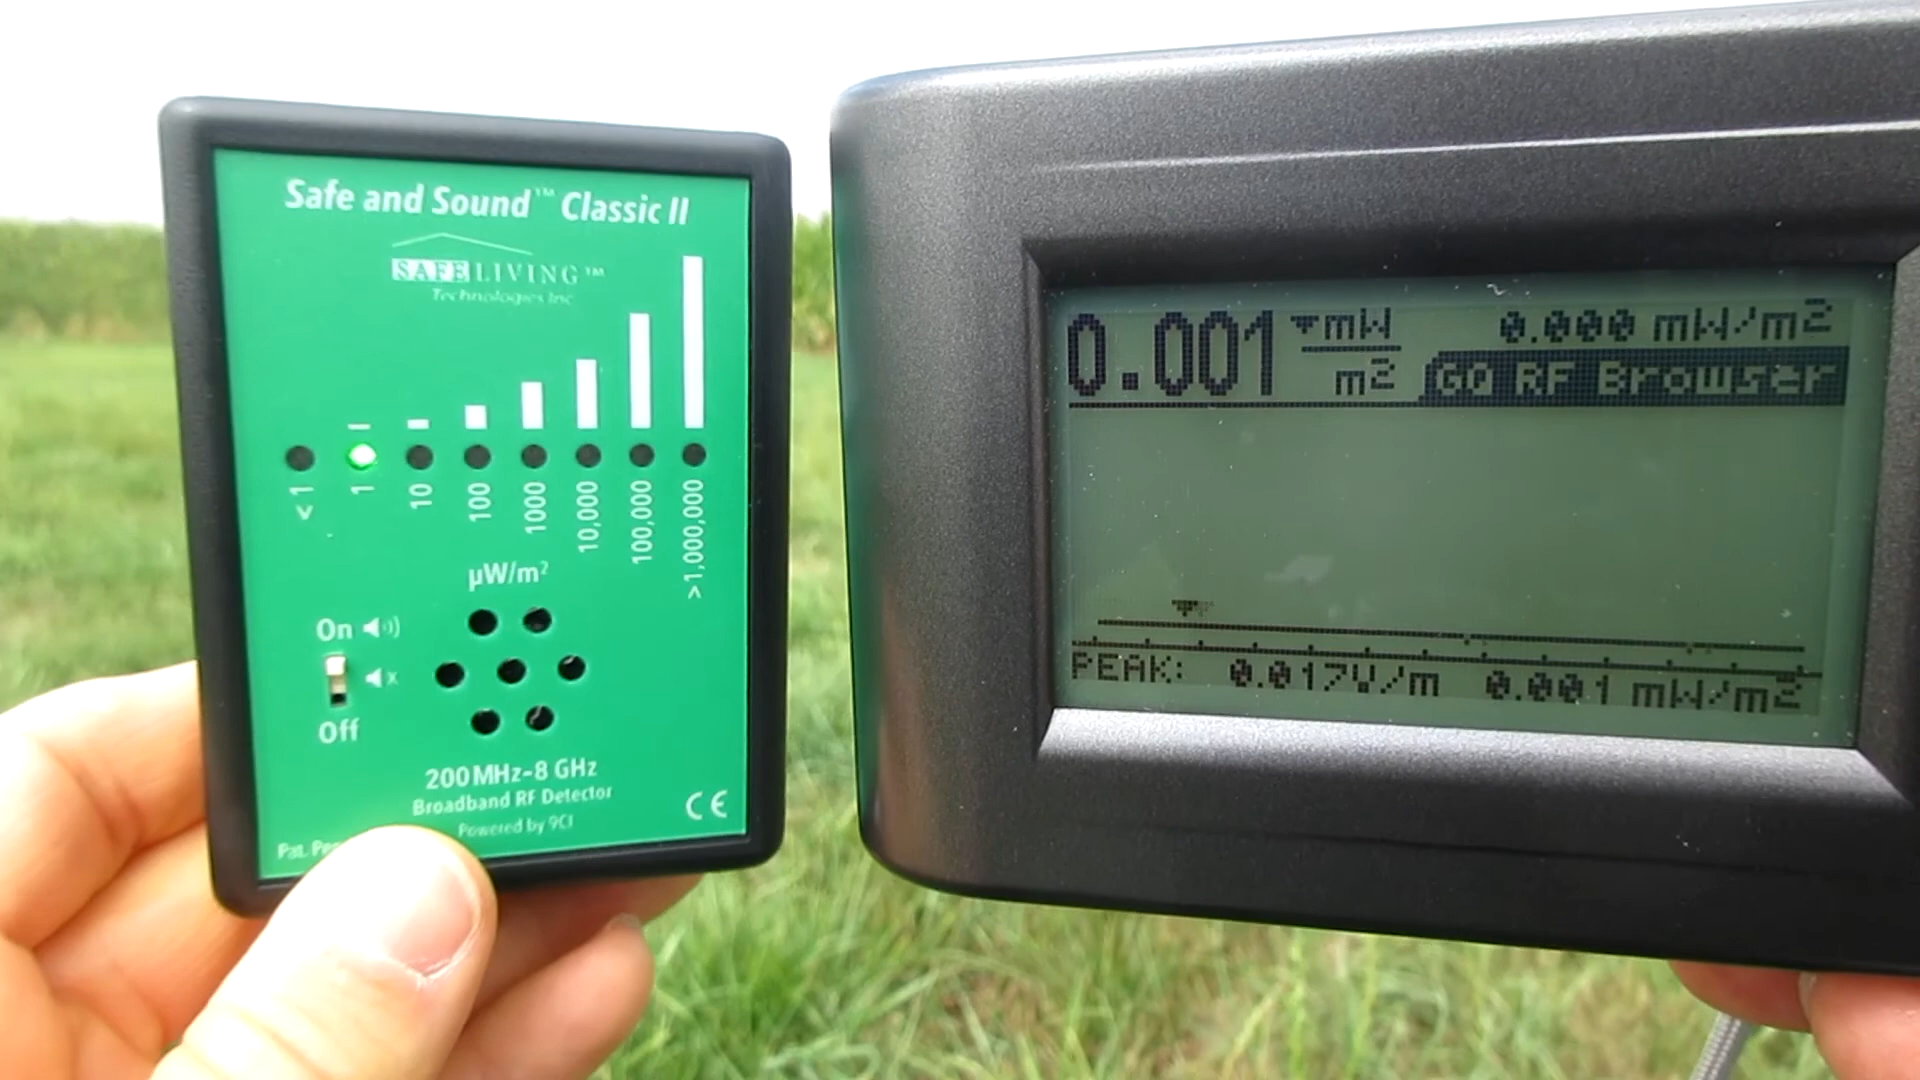 Safe and Sound™ Classic II
SAFE LIVING™
Technologies Inc
<1
1
10
100
1000
10,000
100,000
>1,000,000
µW/m²
On
x
Off
200 MHz-8 GHz
Broadband RF Detector
Powered by 9CI
CE
Pat.
0.001 mW/m² 0.000 mW/m²
GQ RF Browser
PEAK: 0.017V/m 0.001 mW/m²